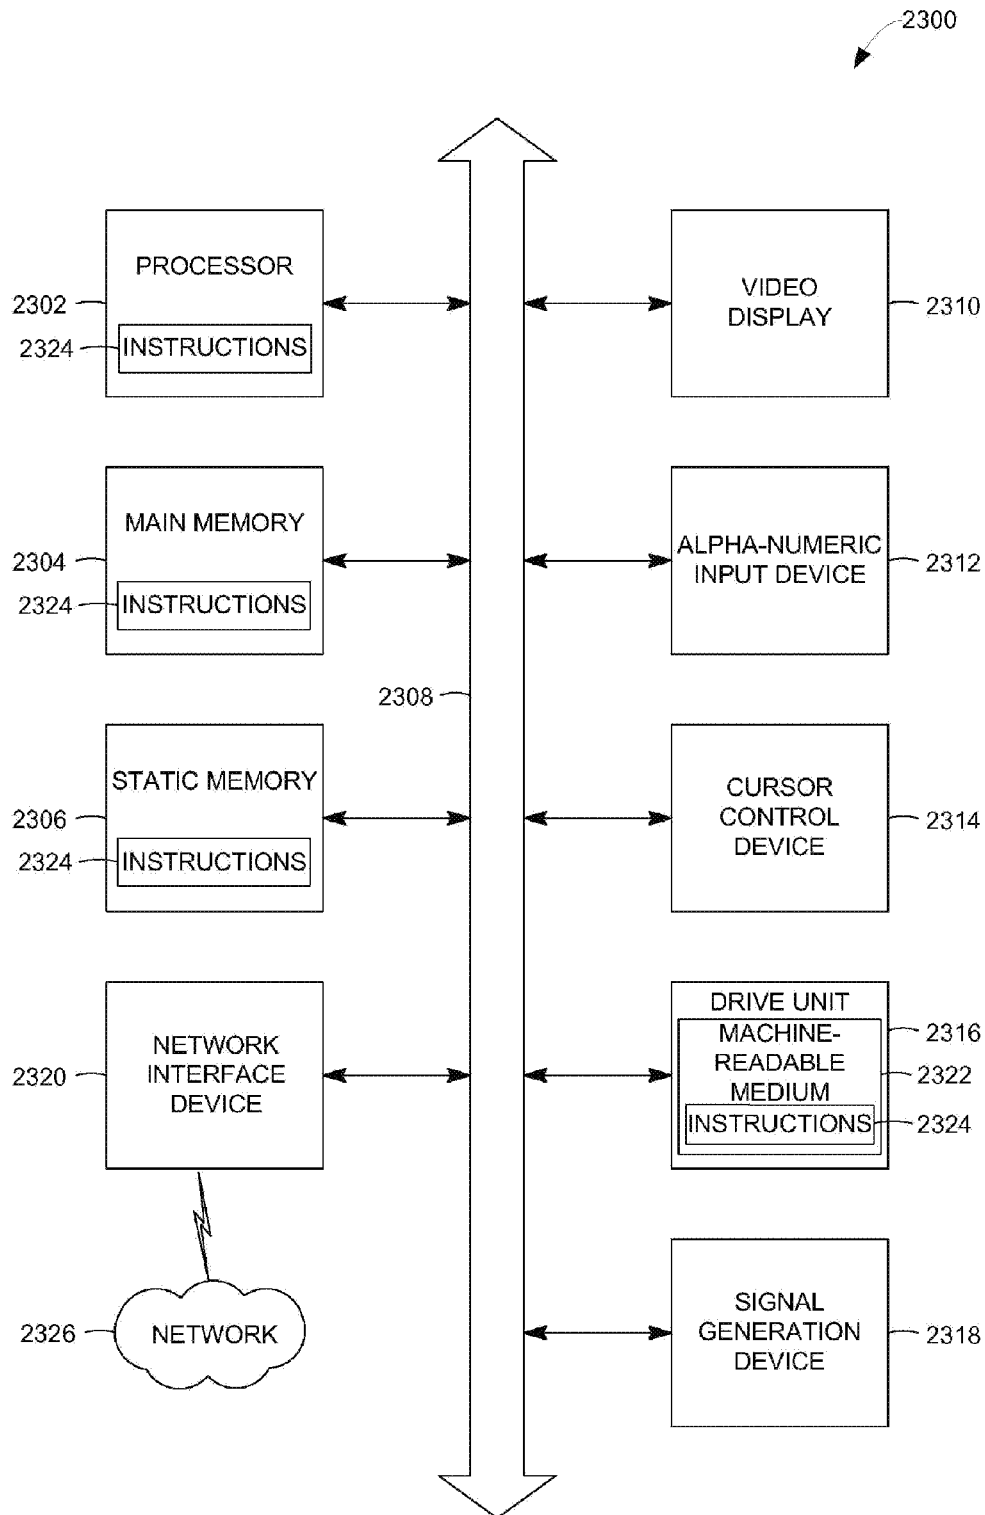 2300
PROCESSOR
2302
2324
INSTRUCTIONS
VIDEO
DISPLAY
2310
MAIN MEMORY
2304
2324
INSTRUCTIONS
ALPHA-NUMERIC
INPUT DEVICE
2312
2308
STATIC MEMORY
2306
2324
INSTRUCTIONS
CURSOR
CONTROL
DEVICE
2314
NETWORK
INTERFACE
DEVICE
2320
DRIVE UNIT
2316
MACHINE-
READABLE
MEDIUM
2322
INSTRUCTIONS
2324
2326
NETWORK
SIGNAL
GENERATION
DEVICE
2318